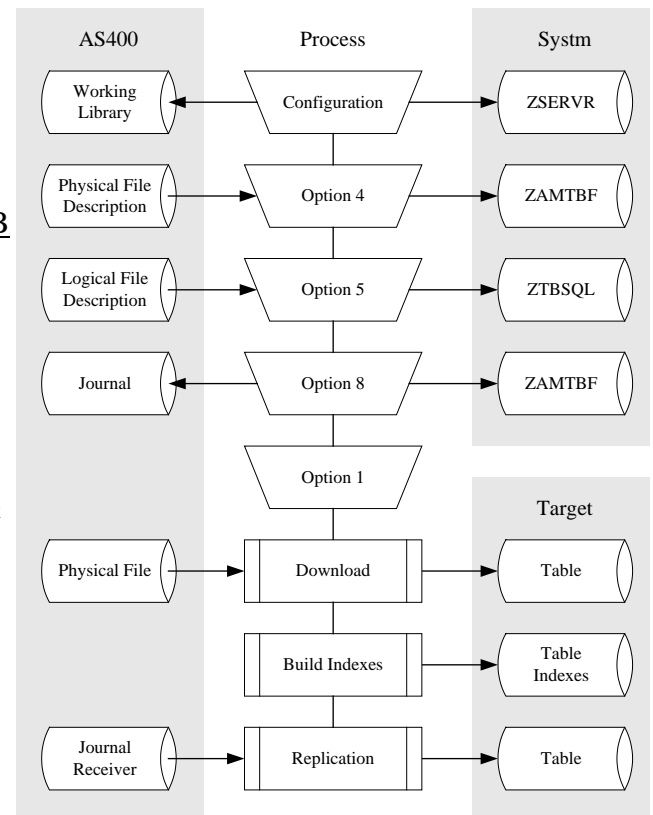 AS400
Process
Systm
Working
Library
Configuration
ZSERVR
Physical File
Description
Option 4
ZAMTBF
B
Logical File
Description
Option 5
ZTBSQL
Journal
Option 8
ZAMTBF
Option 1
Target
Physical File
Download
Table
Build Indexes
Table
Indexes
Journal
Receiver
Replication
Table